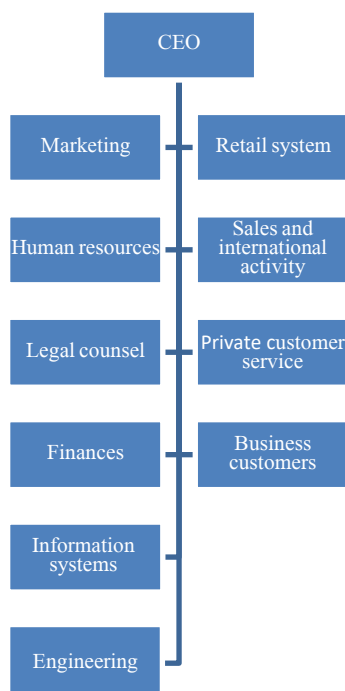 CEO
Marketing
Retail system
Human resources
Sales and
international
activity
Legal counsel
Private customer
service
Finances
Business
customers
Information
systems
Engineering